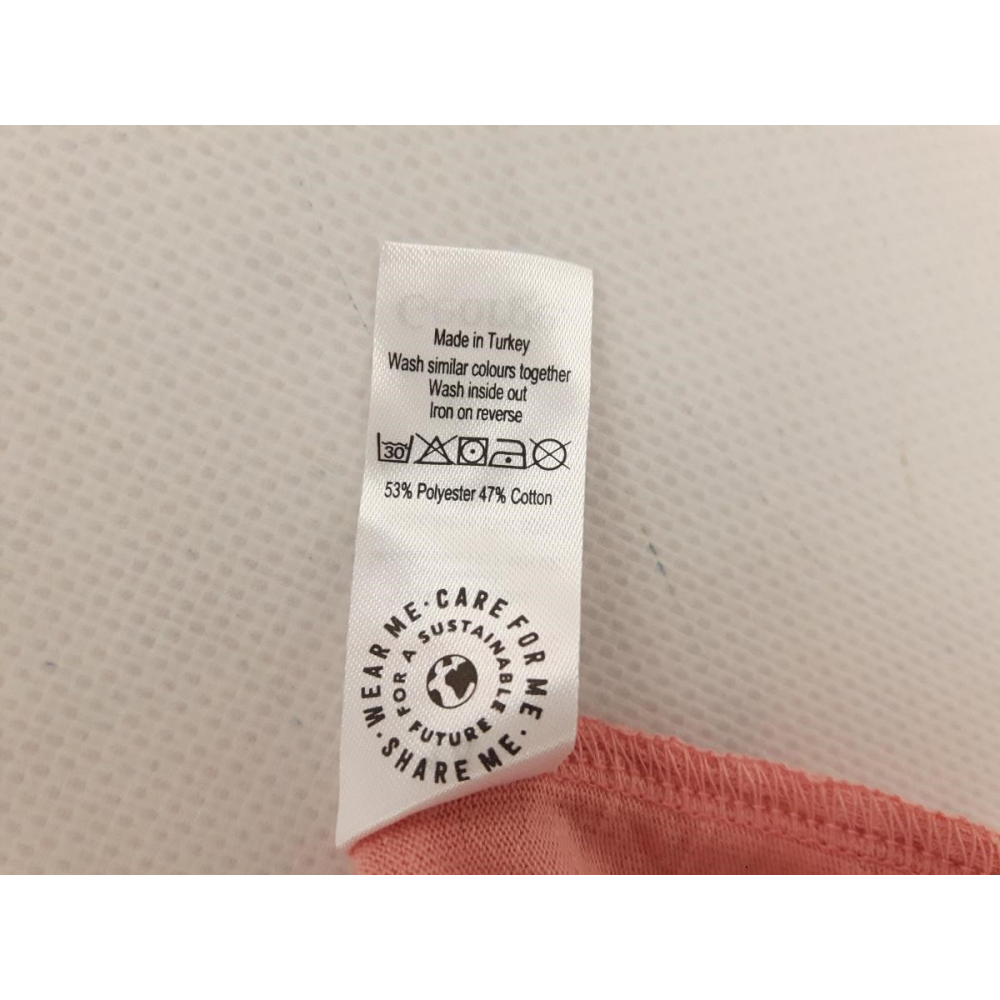 Made in Turkey
Wash similar colours together
Wash inside out
Iron on reverse
30
53% Polyester 47% Cotton
WEAR ME · CARE FOR ME · SHARE ME ·
FOR A SUSTAINABLE FUTURE